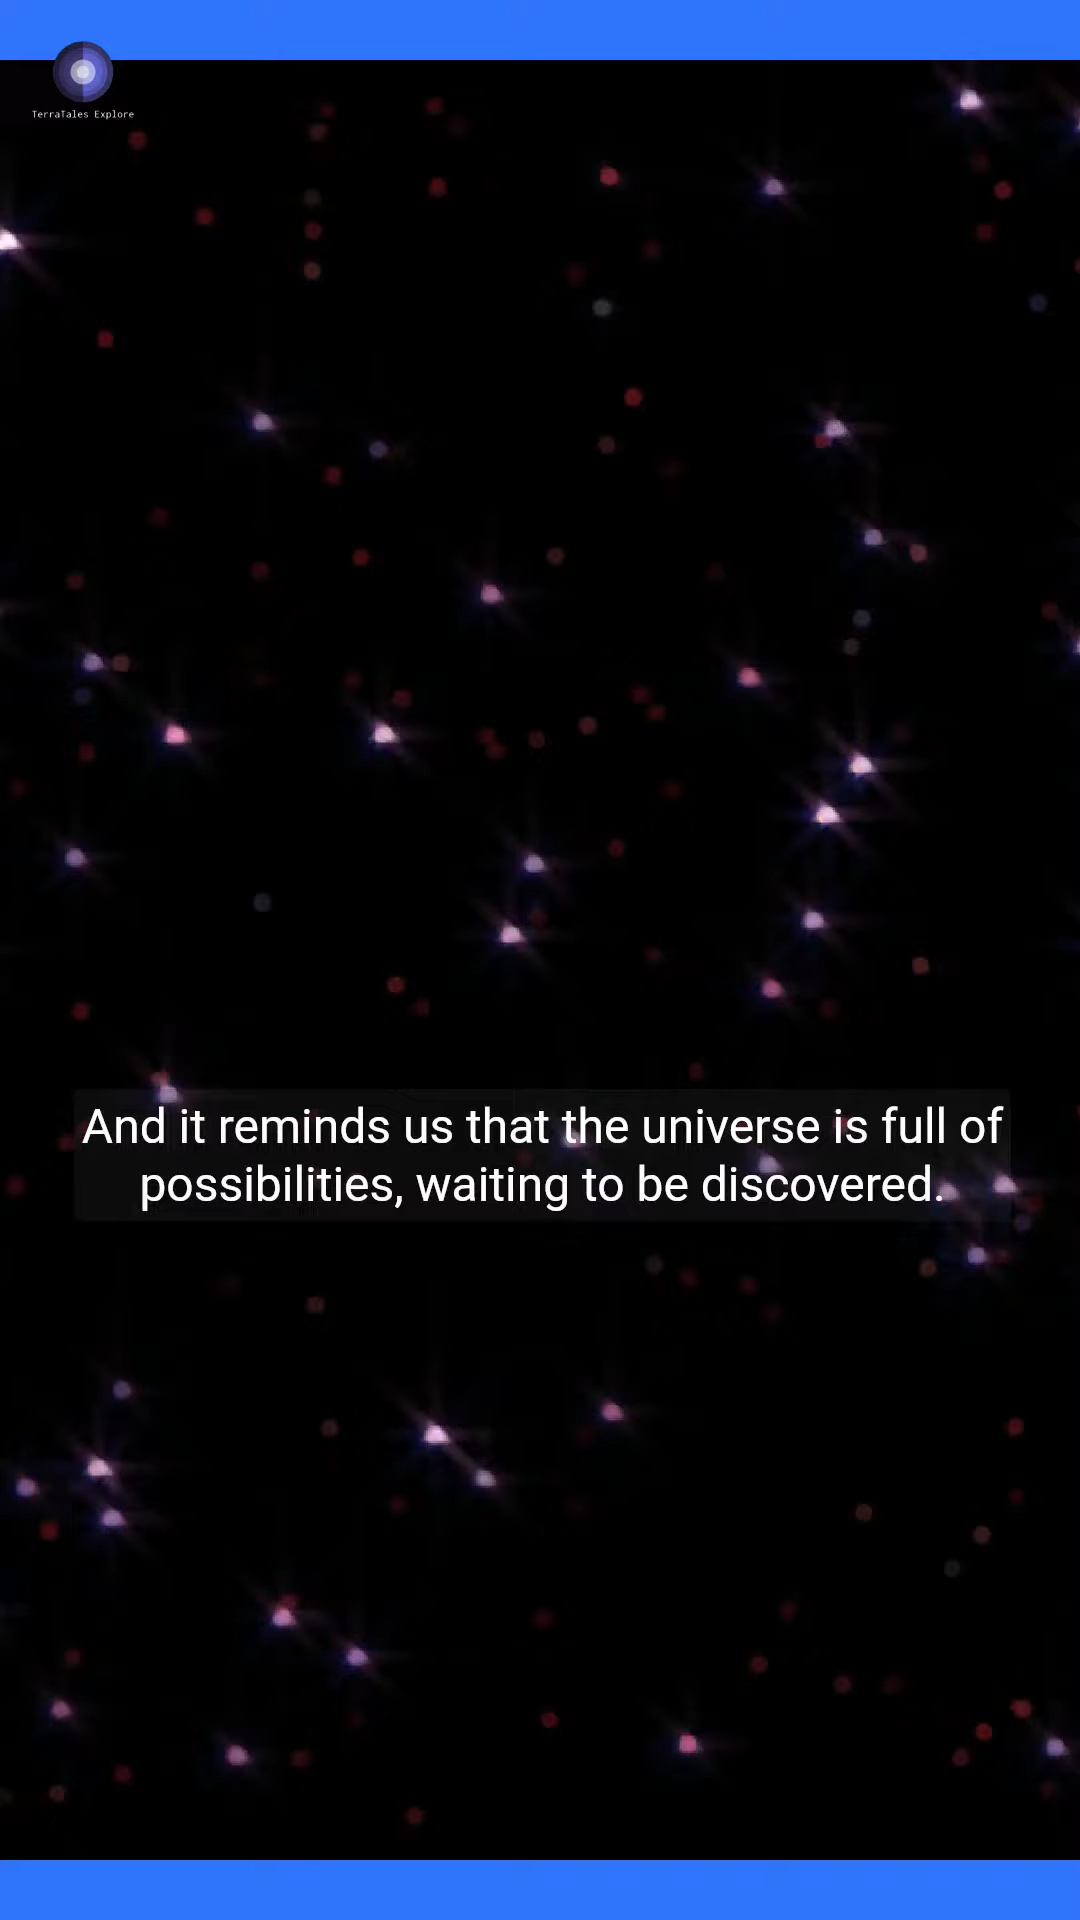 TerraTales Explore
And it reminds us that the universe is full of
possibilities, waiting to be discovered.